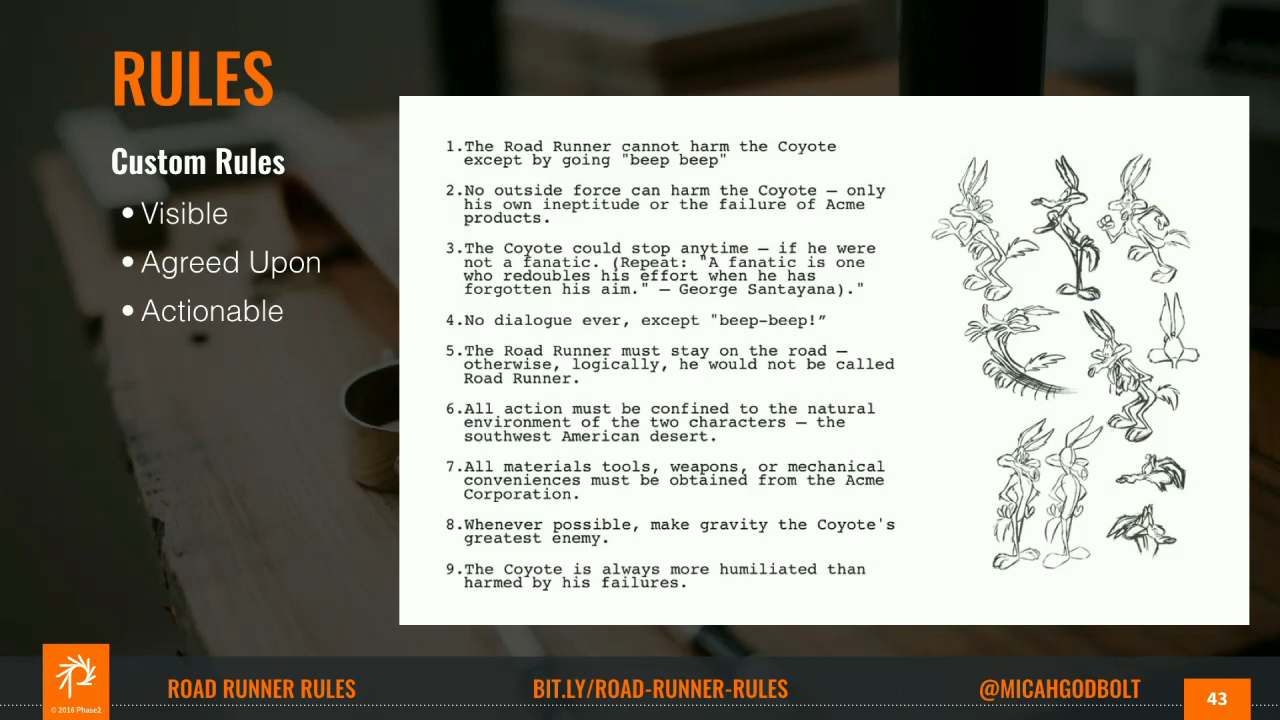 RULES
Custom Rules
• Visible
• Agreed Upon
• Actionable
1.The Road Runner cannot harm the Coyote
except by going "beep beep"
2.No outside force can harm the Coyote — only
his own ineptitude or the failure of Acme
products.
3.The Coyote could stop anytime — if he were
not a fanatic. (Repeat: "A fanatic is one
who redoubles his effort when he has
forgotten his aim." — George Santayana)."
4.No dialogue ever, except "beep-beep!”
5.The Road Runner must stay on the road —
otherwise, logically, he would not be called
Road Runner.
6.All action must be confined to the natural
environment of the two characters — the
southwest American desert.
7.All materials tools, weapons, or mechanical
conveniences must be obtained from the Acme
Corporation.
8.Whenever possible, make gravity the Coyote's
greatest enemy.
9.The Coyote is always more humiliated than
harmed by his failures.
© 2016 Phase2
ROAD RUNNER RULES
BIT.LY/ROAD-RUNNER-RULES
@MICAHGODBOLT
43